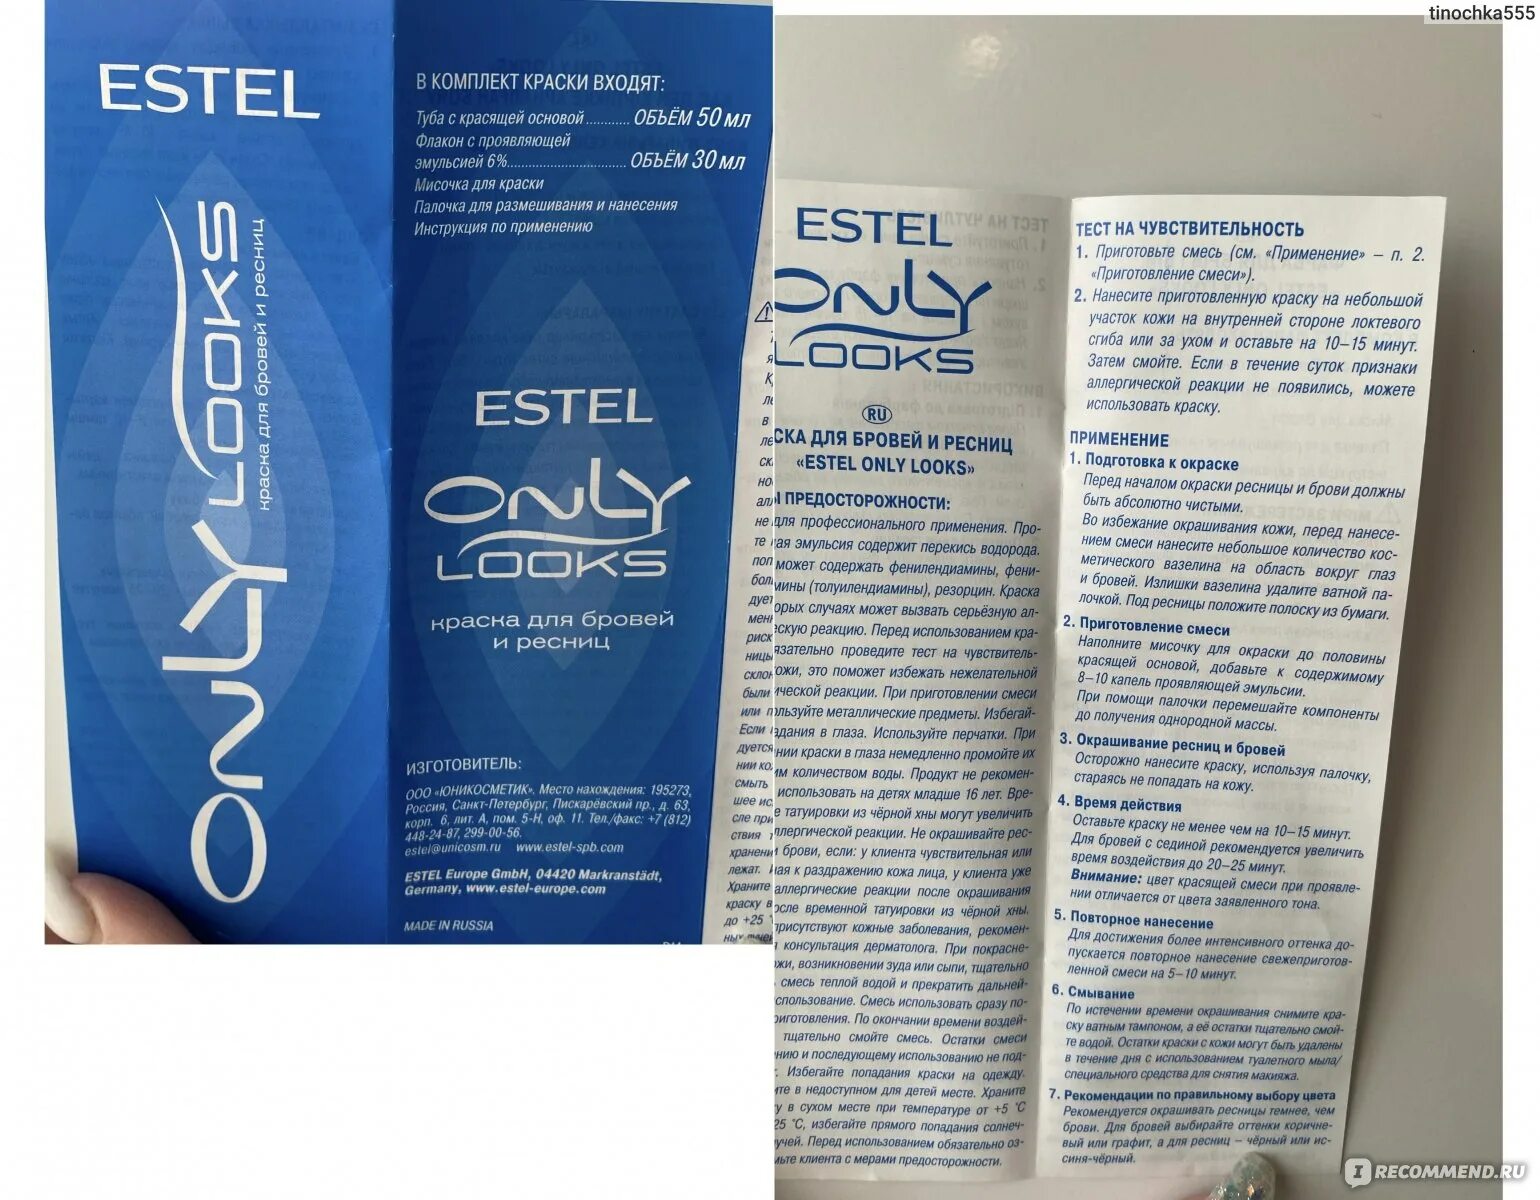 tinochka555
ESTEL
ONLY LOOKS
краска для бровей и ресниц
В КОМПЛЕКТ КРАСКИ ВХОДЯТ:
Туба с красящей основой ........... ОБЪЁМ 50 мл
Флакон с проявляющей
эмульсией 6%.............................. ОБЪЁМ 30 мл
Мисочка для краски
Палочка для размешивания и нанесения
Инструкция по применению
ESTEL
ONLY
LOOKS
краска для бровей
и ресниц
ИЗГОТОВИТЕЛЬ:
ООО «ЮНИКОСМЕТИК». Место нахождения: 195273,
Россия, Санкт-Петербург, Пискарёвский пр., д. 63,
корп. 6, лит. А, пом. 5-Н, оф. 11. Тел./факс: +7 (812)
448-24-87, 299-00-56.
estel@unicosm.ru www.estel-spb.com
ESTEL Europe GmbH, 04420 Markranstädt,
Germany, www.estel-europe.com
MADE IN RUSSIA
ESTEL
ONLY
LOOKS
RU
СКА ДЛЯ БРОВЕЙ И РЕСНИЦ
«ESTEL ONLY LOOKS»
ПРЕДОСТОРОЖНОСТИ:
для профессионального применения. Про-
ая эмульсия содержит перекись водорода.
может содержать фенилендиамины, фени-
мины (толуилендиамины), резорцин. Краска
орых случаях может вызвать серьёзную ал-
ескую реакцию. Перед использованием кра-
язательно проведите тест на чувствитель-
ожи, это поможет избежать нежелательной
ической реакции. При приготовлении смеси
пользуйте металлические предметы. Избегай-
адания в глаза. Используйте перчатки. При
нии краски в глаза немедленно промойте их
им количеством воды. Продукт не рекомен-
использовать на детях младше 16 лет. Вре-
е татуировки из чёрной хны могут увеличить
ллергической реакции. Не окрашивайте рес-
и брови, если: у клиента чувствительная или
ая к раздражению кожа лица, у клиента уже
аллергические реакции после окрашивания
осле временной татуировки из чёрной хны.
присутствуют кожные заболевания, рекомен-
консультация дерматолога. При покрасне-
жи, возникновении зуда или сыпи, тщательно
смесь теплой водой и прекратить дальней-
спользование. Смесь использовать сразу по-
риготовления. По окончании времени воздей-
тщательно смойте смесь. Остатки смеси
ению и последующему использованию не под-
Избегайте попадания краски на одежду.
ите в недоступном для детей месте. Храните
у в сухом месте при температуре от +5 °C
25 °C, избегайте прямого попадания солнеч-
учей. Перед использованием обязательно оз-
мьте клиента с мерами предосторожности.
ТЕСТ НА ЧУВСТВИТЕЛЬНОСТЬ
1. Приготовьте смесь (см. «Применение» – п. 2.
«Приготовление смеси»).
2. Нанесите приготовленную краску на небольшой
участок кожи на внутренней стороне локтевого
сгиба или за ухом и оставьте на 10–15 минут.
Затем смойте. Если в течение суток признаки
аллергической реакции не появились, можете
использовать краску.
ПРИМЕНЕНИЕ
1. Подготовка к окраске
Перед началом окраски ресницы и брови должны
быть абсолютно чистыми.
Во избежание окрашивания кожи, перед нанесе-
нием смеси нанесите небольшое количество кос-
метического вазелина на область вокруг глаз
и бровей. Излишки вазелина удалите ватной па-
лочкой. Под ресницы положите полоску из бумаги.
2. Приготовление смеси
Наполните мисочку для окраски до половины
красящей основой, добавьте к содержимому
8–10 капель проявляющей эмульсии.
При помощи палочки перемешайте компоненты
до получения однородной массы.
3. Окрашивание ресниц и бровей
Осторожно нанесите краску, используя палочку,
стараясь не попадать на кожу.
4. Время действия
Оставьте краску не менее чем на 10–15 минут.
Для бровей с сединой рекомендуется увеличить
время воздействия до 20–25 минут.
Внимание: цвет красящей смеси при проявле-
нии отличается от цвета заявленного тона.
5. Повторное нанесение
Для достижения более интенсивного оттенка до-
пускается повторное нанесение свежеприготов-
ленной смеси на 5–10 минут.
6. Смывание
По истечении времени окрашивания снимите кра-
ску ватным тампоном, а её остатки тщательно смой-
те водой. Остатки краски с кожи могут быть удалены
в течение дня с использованием туалетного мыла/
специального средства для снятия макияжа.
7. Рекомендации по правильному выбору цвета
Рекомендуется окрашивать ресницы темнее, чем
брови. Для бровей выбирайте оттенки коричне-
вый или графит, а для ресниц – чёрный или ис-
синя-чёрный.
IRECOMMEND.RU